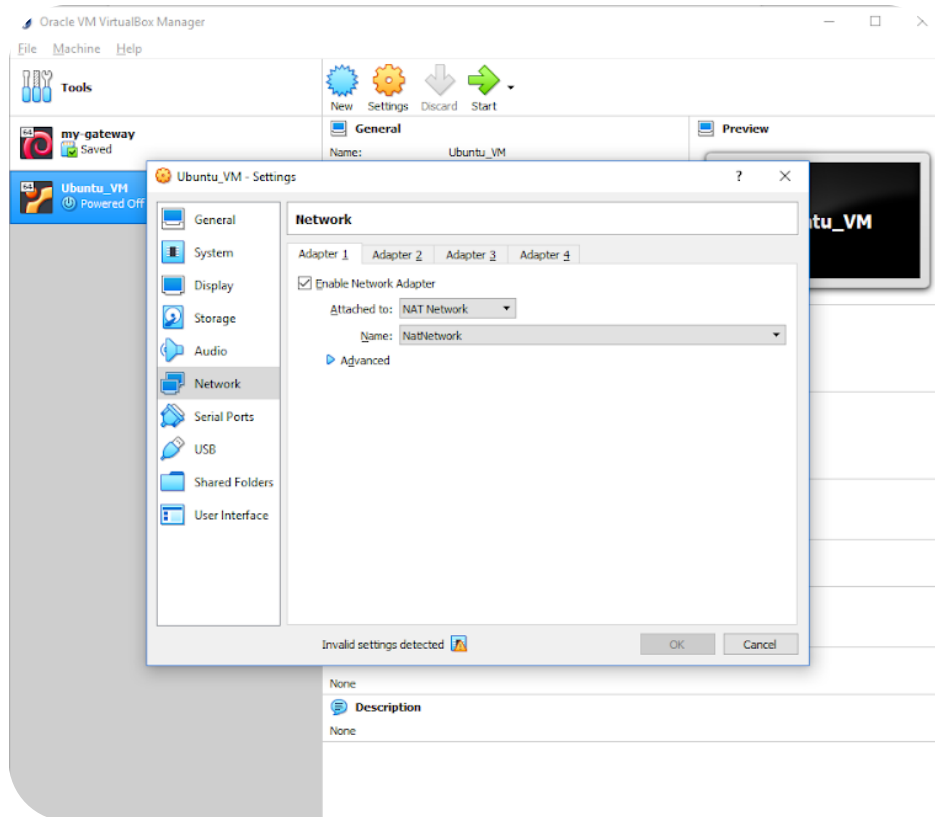 Oracle VM VirtualBox Manager
File Machine Help
Tools
New Settings Discard Start
64 my-gateway
Saved
64 Ubuntu_VM
Powered Off
General
Preview
Name: Ubuntu_VM
tu_VM
Ubuntu_VM - Settings ?
General
System
Display
Storage
Audio
Network
Serial Ports
USB
Shared Folders
User Interface
Network
Adapter 1 Adapter 2 Adapter 3 Adapter 4
Enable Network Adapter
Attached to: NAT Network
Name: NatNetwork
Advanced
Invalid settings detected OK Cancel
None
Description
None